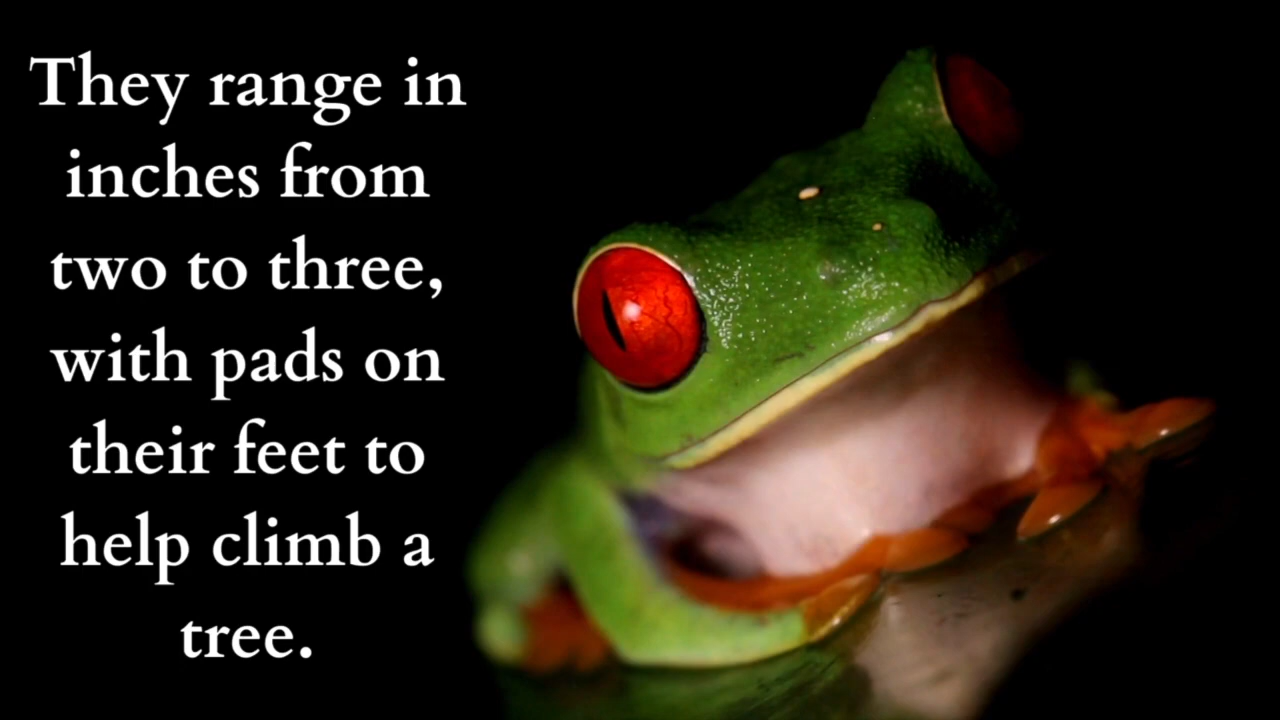 They range in
inches from
two to three,
with pads on
their feet to
help climb a
tree.